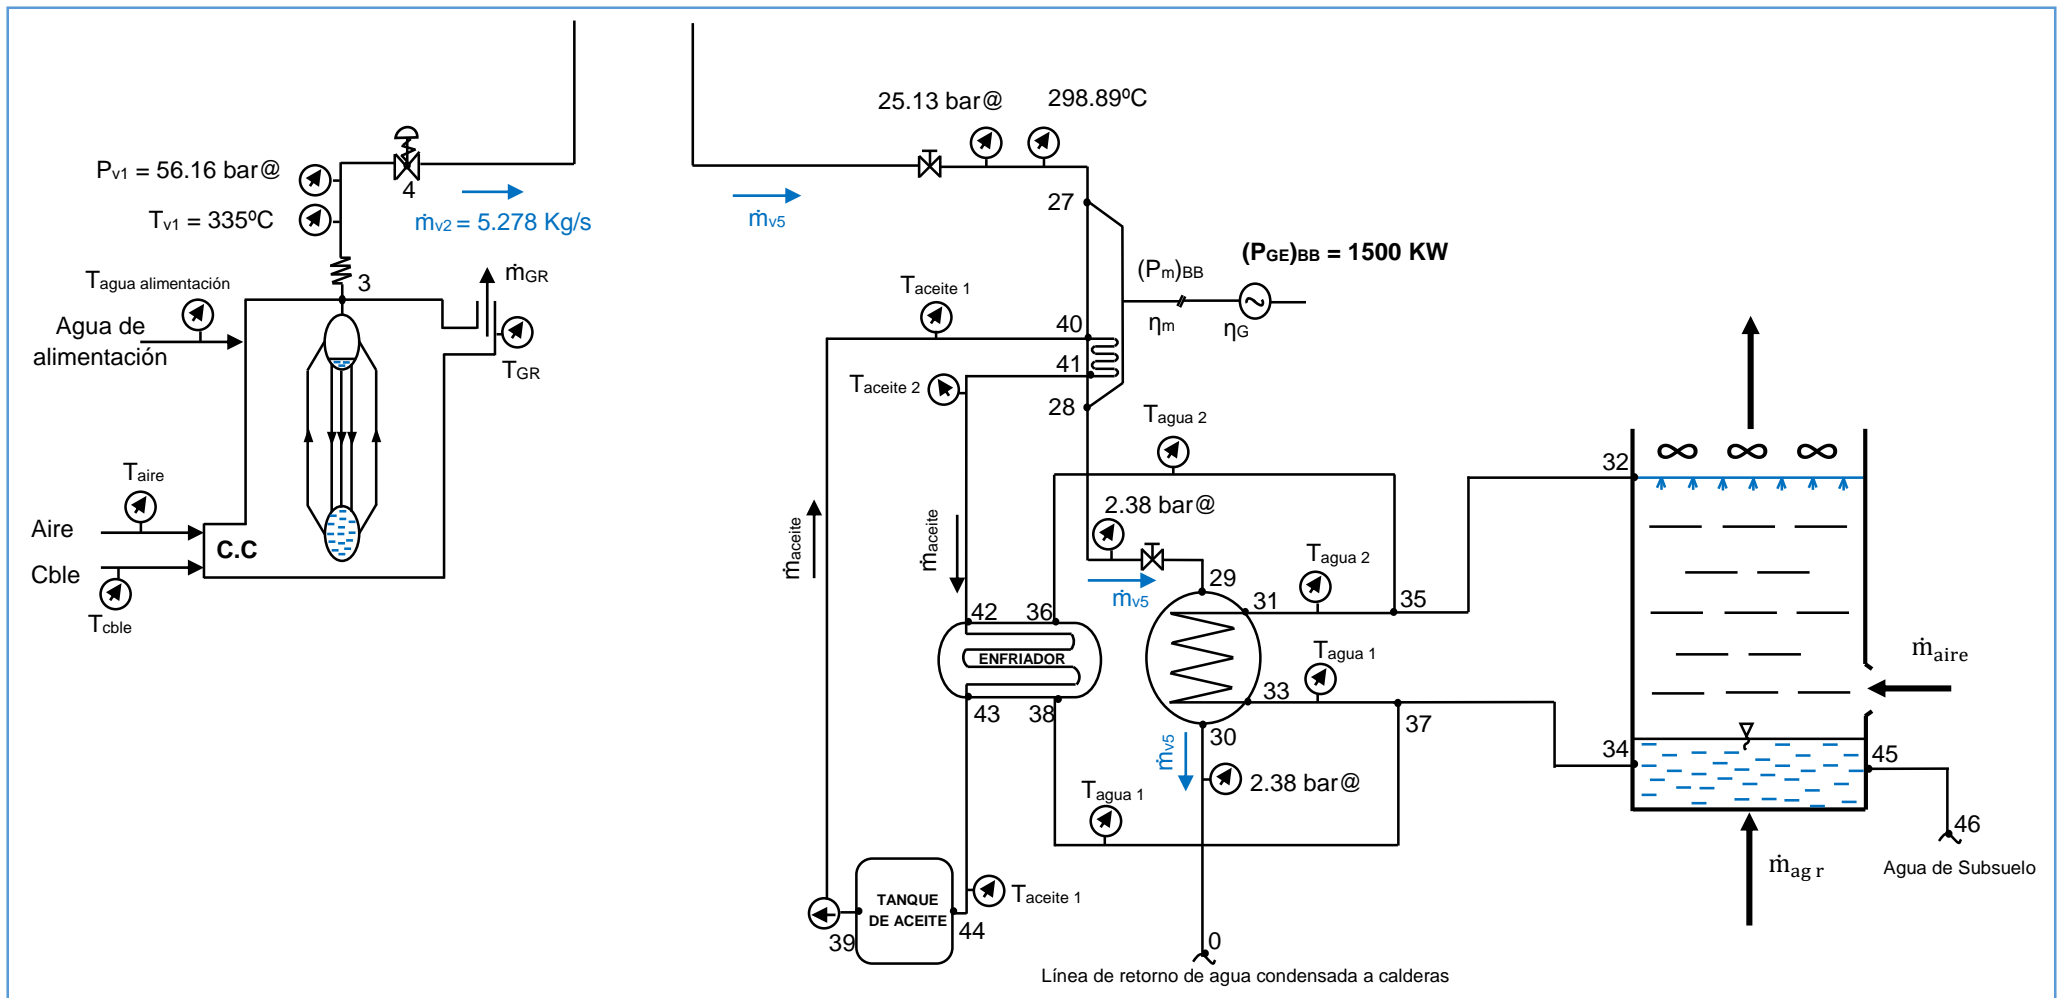 25.13 bar@
298.89ºC
Pv1 = 56.16 bar@
4
Tv1 = 335ºC
ṁv2 = 5.278 Kg/s
ṁv5
27
(PGE)BB = 1500 KW
(Pm)BB
ηm
ηG
Tagua alimentación
3
ṁGR
Agua de
alimentación
TGR
Taceite 1
40
41
Taceite 2
28
Tagua 2
32
Taire
Aire
C.C
Cble
Tcble
ṁaceite
ṁaceite
2.38 bar@
ṁv5
29
31
Tagua 2
35
42
36
ENFRIADOR
Tagua 1
33
ṁaire
43
38
37
30
34
45
ṁv5
2.38 bar@
Tagua 1
46
ṁag r
Agua de Subsuelo
TANQUE
DE ACEITE
Taceite 1
39
44
0
Línea de retorno de agua condensada a calderas